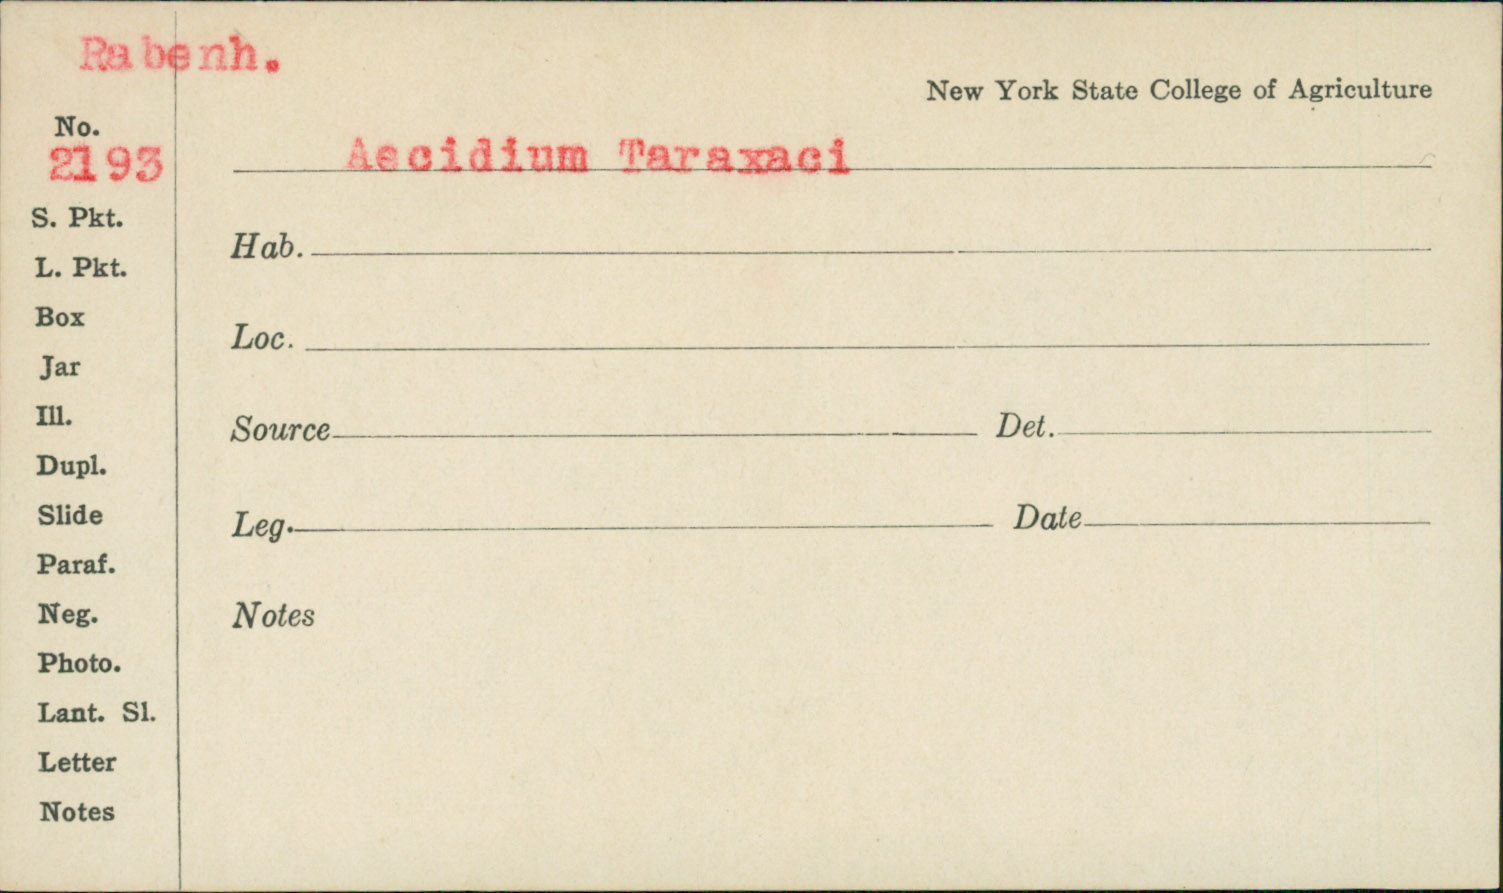 Rabenh.
New York State College of Agriculture
No.
2193
Aecidium Taraxaci
S. Pkt.
L. Pkt.
Box
Jar
Ill.
Dupl.
Slide
Paraf.
Neg.
Photo.
Lant. Sl.
Letter
Notes
Hab.
Loc.
Source Det.
Leg. Date
Notes